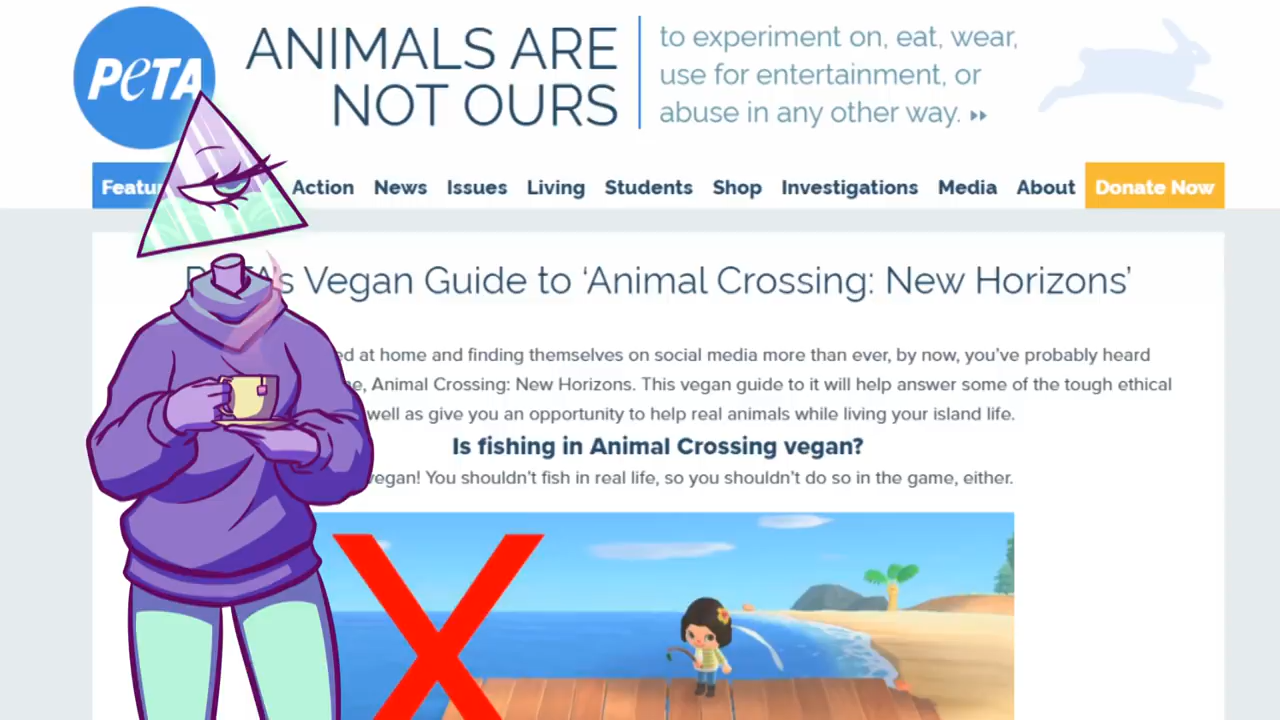 PETA
ANIMALS ARE
NOT OURS
to experiment on, eat, wear,
use for entertainment, or
abuse in any other way.
Action News Issues Living Students Shop Investigations Media About Donate Now
Vegan Guide to ‘Animal Crossing: New Horizons’
at home and finding themselves on social media more than ever, by now, you’ve probably heard
Animal Crossing: New Horizons. This vegan guide to it will help answer some of the tough ethical
well as give you an opportunity to help real animals while living your island life.
Is fishing in Animal Crossing vegan?
vegan! You shouldn’t fish in real life, so you shouldn’t do so in the game, either.